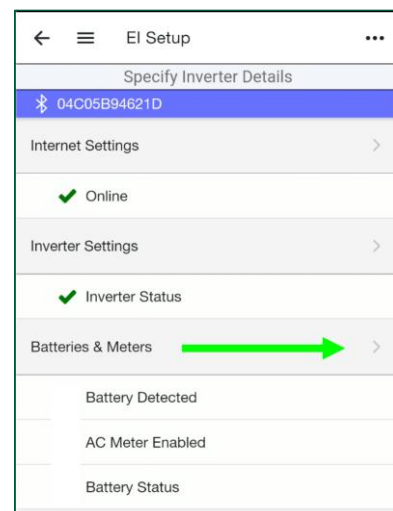 EI Setup
Specify Inverter Details
04C05B94621D
Internet Settings
Online
Inverter Settings
Inverter Status
Batteries & Meters
Battery Detected
AC Meter Enabled
Battery Status